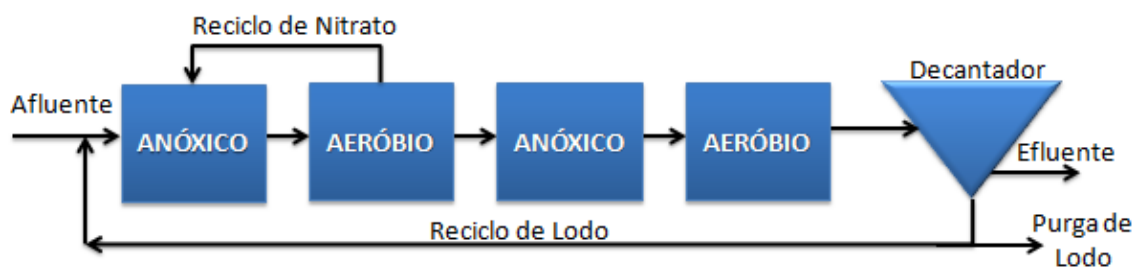 Reciclo de Nitrato
Decantador
Afluente
ANÓXICO
AERÓBIO
ANÓXICO
AERÓBIO
Efluente
Reciclo de Lodo
Purga de
Lodo